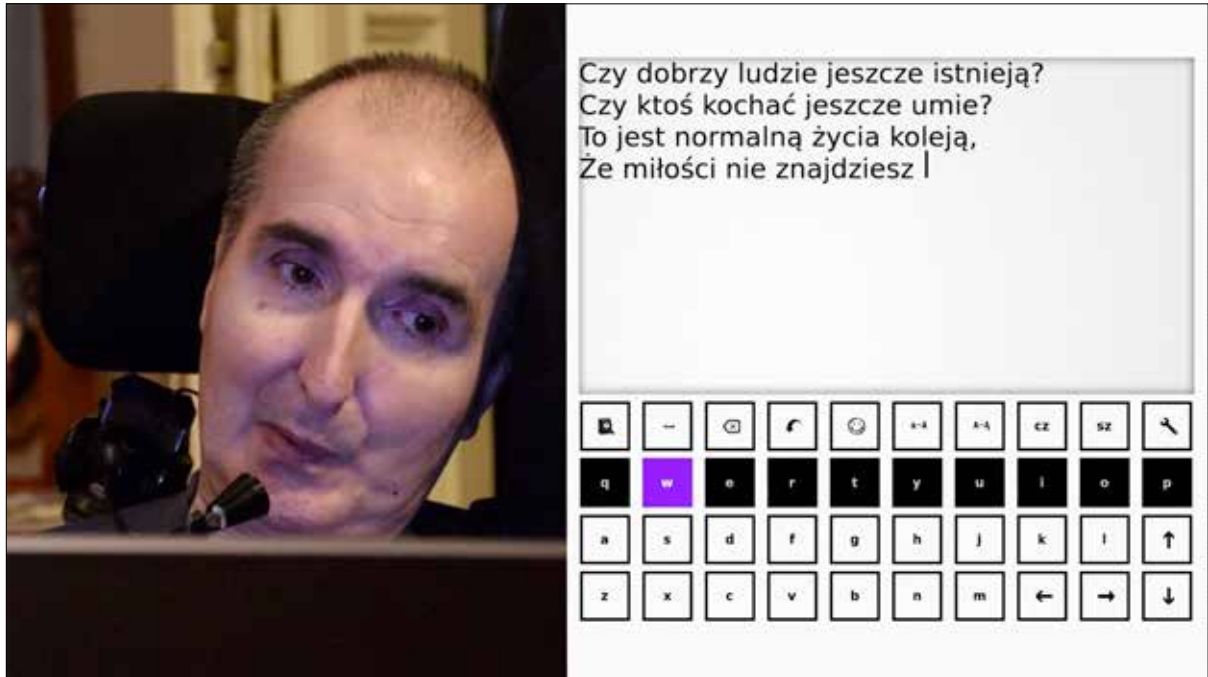 Czy dobrzy ludzie jeszcze istnieją?
Czy ktoś kochać jeszcze umie?
To jest normalną życia koleją,
Że miłości nie znajdziesz
a-A A-Ą cz sz
q w e r t y u i o p
a s d f g h j k l ↑
z x c v b n m ← → ↓